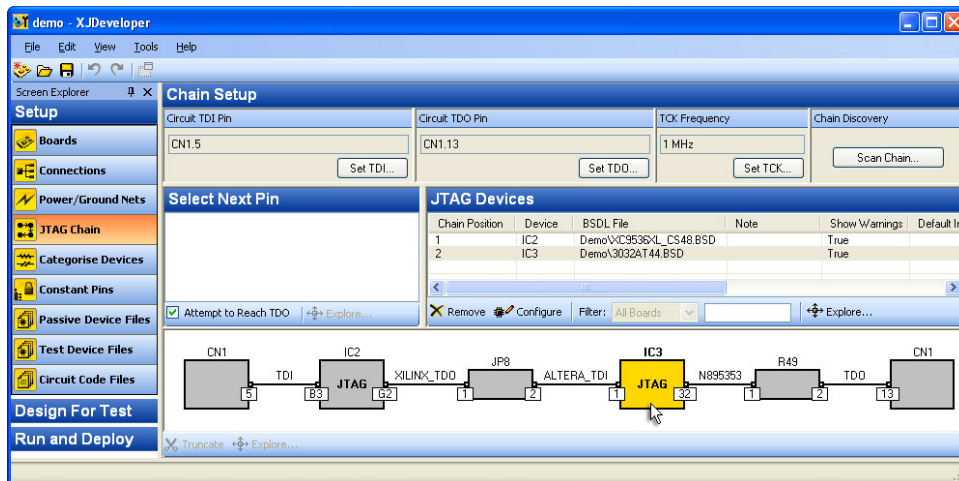 demo - XJDeveloper
File Edit View Tools Help
Screen Explorer
Setup
Boards
Connections
Power/Ground Nets
JTAG Chain
Categorise Devices
Constant Pins
Passive Device Files
Test Device Files
Circuit Code Files
Design For Test
Run and Deploy
Chain Setup
Circuit TDI Pin Circuit TDO Pin TCK Frequency Chain Discovery
CN1.5 CN1.13 1 MHz
Set TDI... Set TDO... Set TCK... Scan Chain...
Select Next Pin
Attempt to Reach TDO Explore...
JTAG Devices
Chain Position Device BSDL File Note Show Warnings Default In
1 IC2 Demo\XC9536XL_CS48.BSD True
2 IC3 Demo\3032AT44.BSD True
Remove Configure Filter: All Boards Explore...
CN1 IC2 JP8 IC3 R49 CN1
TDI XILINX_TDO ALTERA_TDI N895353 TDO
JTAG JTAG
5 B3 G2 1 2 1 32 1 2 13
Truncate Explore...